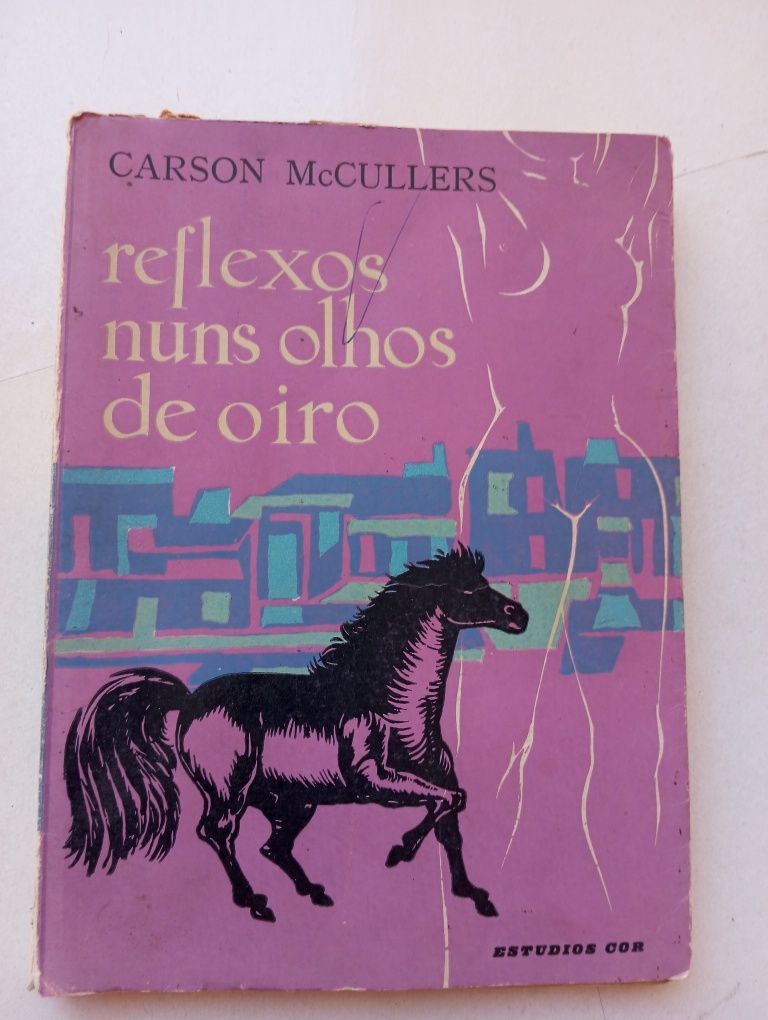 CARSON McCULLERS
reflexos
nuns olhos
de oiro
ESTUDIOS COR